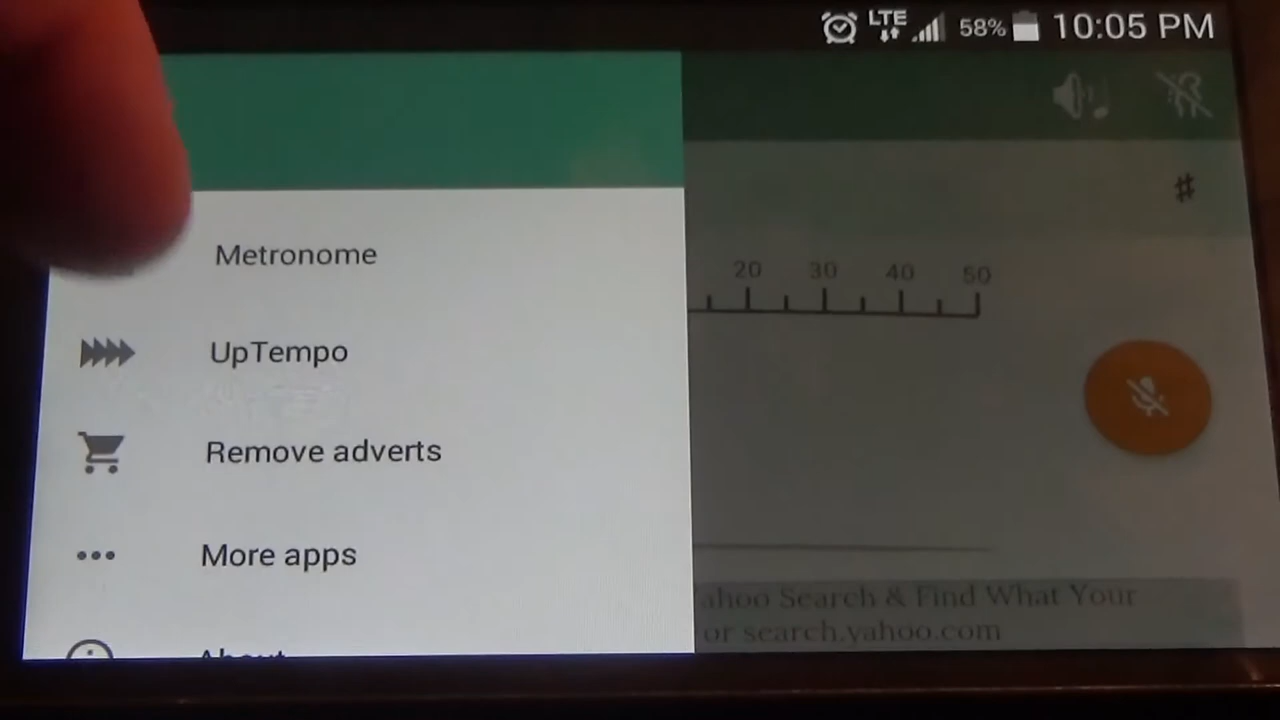 LTE 58% 10:05 PM
#
Metronome
20 30 40 50
UpTempo
Remove adverts
More apps
About
ahoo Search & Find What Your
or search.yahoo.com